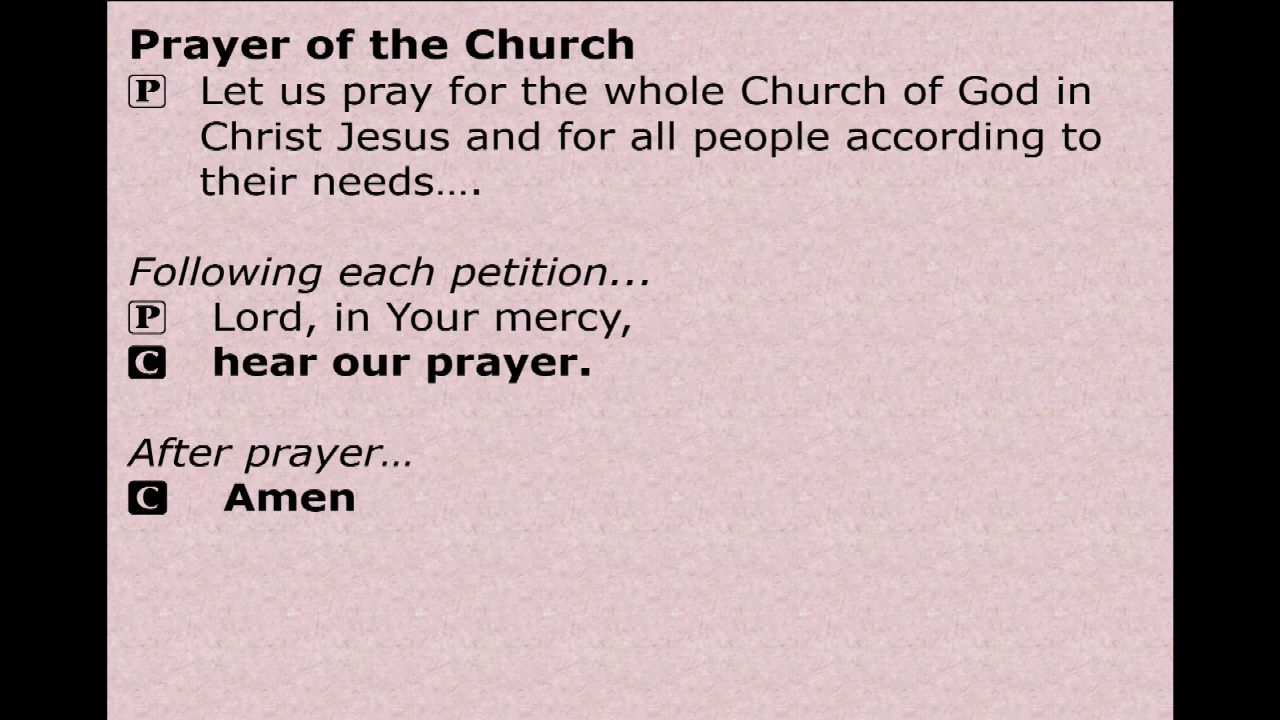 Prayer of the Church
P Let us pray for the whole Church of God in
Christ Jesus and for all people according to
their needs….
Following each petition…
P Lord, in Your mercy,
C hear our prayer.
After prayer…
C Amen